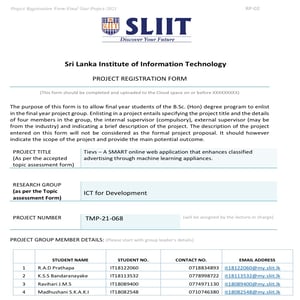 Project Registration Form (Final Year Project 2021) RP-02
SLIIT
Discover Your Future
Sri Lanka Institute of Information Technology
PROJECT REGISTRATION FORM
(This form should be completed and uploaded to the Cloud space on or before XXXXXXXXX)
The purpose of this form is to allow final year students of the B.Sc. (Hon) degree program to enlist
in the final year project group. Enlisting in a project entails specifying the project title and the details
of four members in the group, the internal supervisor (compulsory), external supervisor (may be
from the industry) and indicating a brief description of the project. The description of the project
entered on this form will not be considered as the formal project proposal. It should however
indicate the scope of the project and provide the main potential outcome.
PROJECT TITLE
(As per the accepted
topic assessment form)
Tievs – A SMART online web application that enhances classified
advertising through machine learning appliances.
RESEARCH GROUP
(as per the Topic
assessment Form)
ICT for Development
PROJECT NUMBER TMP-21-068 (will be assigned by the lecture in charge)
PROJECT GROUP MEMBER DETAILS: (Please start with group leader's details)
STUDENT NAME STUDENT NO. CONTACT NO. EMAIL ADDRESS
1 R.A.D Prathapa IT18122060 0718834893 it18122060@my.sliit.lk
2 K.S.S Bandaranayake IT18113532 0778998722 it18113532@my.sliit.lk
3 Ravihari J.M.S IT18089400 0774971130 it18089400@my.sliit.lk
4 Madhushani S.K.A.R.I IT18082548 0710746380 it18082548@my.sliit.lk